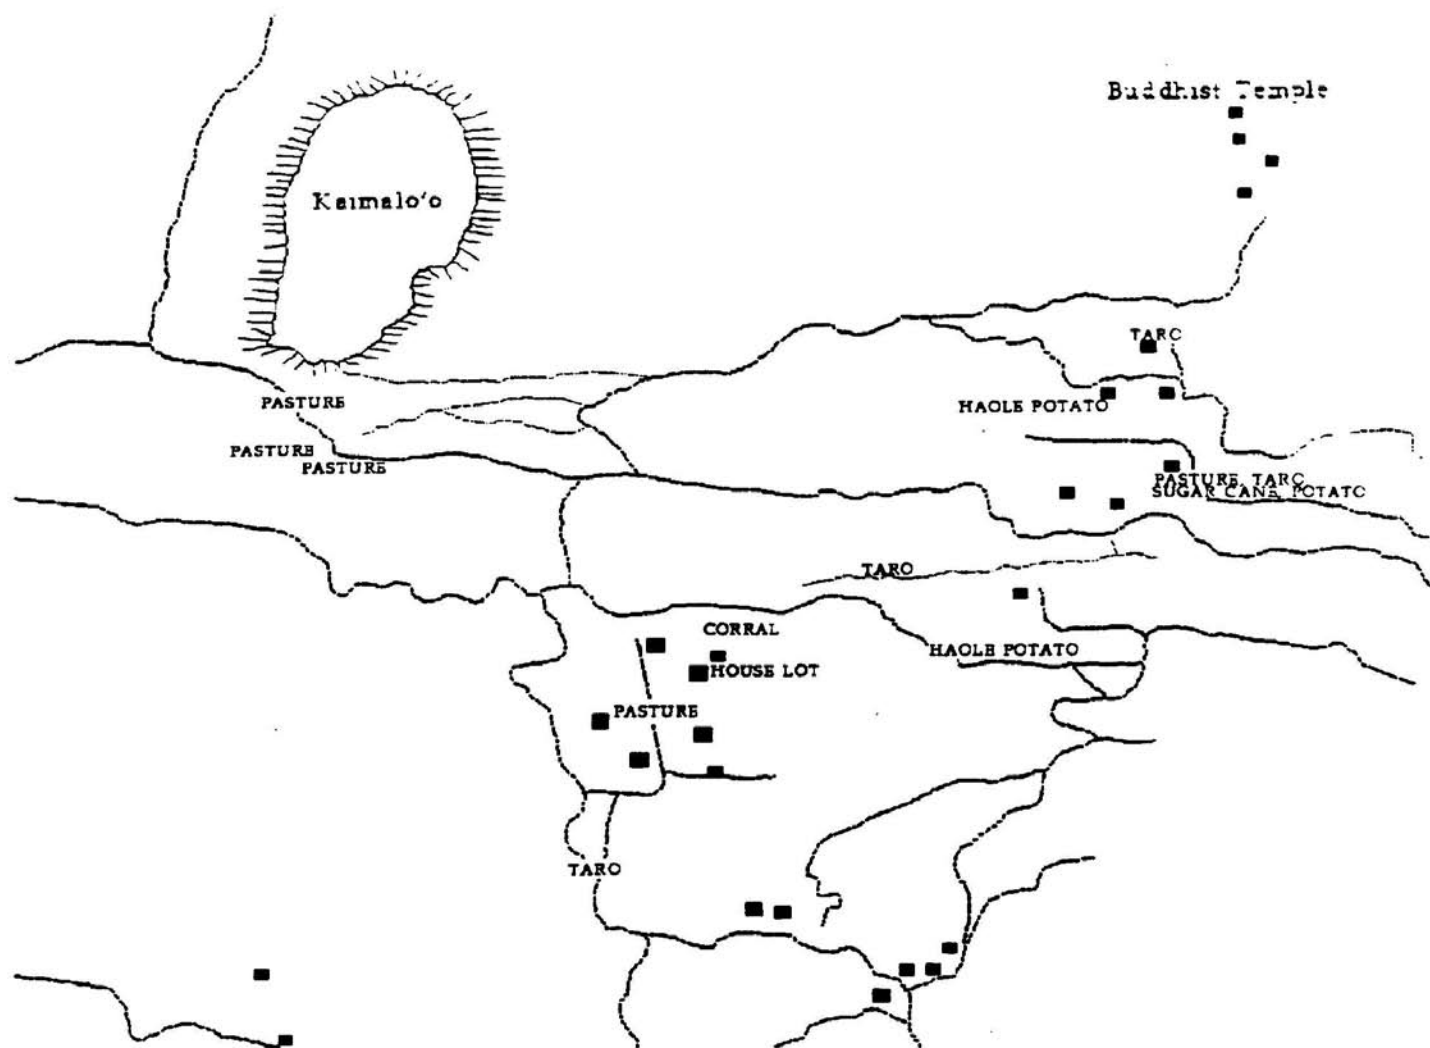 Buddhist Temple
Kaimalo'o
TARO
PASTURE
HAOLE POTATO
PASTURE
PASTURE
PASTURE, TARO
SUGAR CANE, POTATO
TARO
CORRAL
HAOLE POTATO
HOUSE LOT
PASTURE
TARO